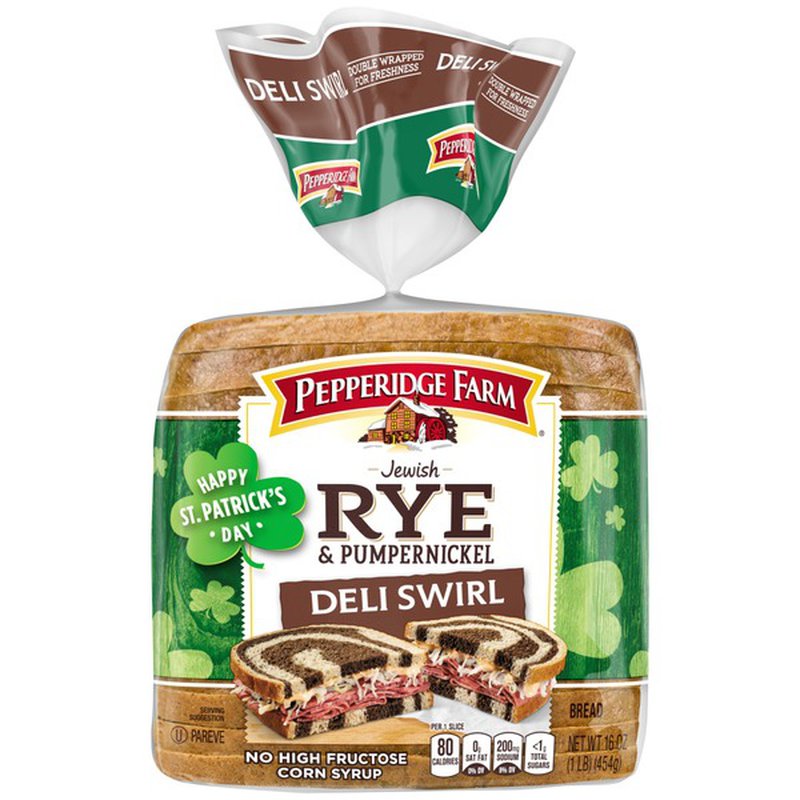 DELI SWIRL
DOUBLE WRAPPED
FOR FRESHNESS
DELI SW
DOUBLE WRAPPED
FOR FRESHNESS
PEPPERIDGE FARM
PEPPERIDGE
PEPPERIDGE FARM
®
Jewish
RYE
& PUMPERNICKEL
DELI SWIRL
HAPPY
ST. PATRICK'S
• DAY •
SERVING
SUGGESTION
U PAREVE
NO HIGH FRUCTOSE
CORN SYRUP
PER 1 SLICE
80
CALORIES
0g
SAT FAT
0% DV
200mg
SODIUM
9% DV
<1g
TOTAL
SUGARS
BREAD
NET WT 16 OZ
(1 LB) (454g)